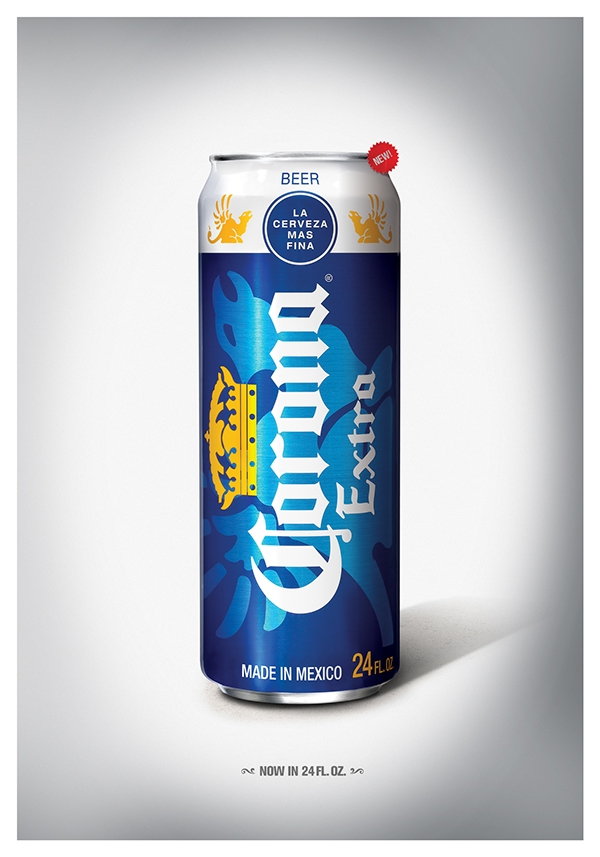 NEW!
BEER
LA
CERVEZA
MAS
FINA
Corona®
Extra
MADE IN MEXICO 24 FL. OZ.
NOW IN 24 FL. OZ.